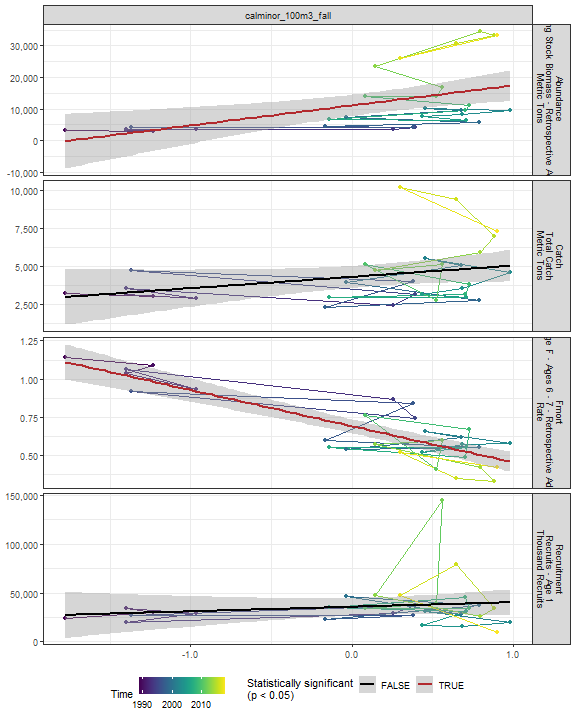 calminor_100m3_fall
30,000
20,000
10,000
0
-10,000
Abundance
ng Stock Biomass - Retrospective A
Metric Tons
10,000
7,500
5,000
2,500
Catch
Total Catch
Metric Tons
1.25
1.00
0.75
0.50
Fmort
ge F - Ages 6 - 7 - Retrospective Ad
Rate
150,000
100,000
50,000
0
Recruitment
Recruits - Age 1
Thousand Recruits
-1.0
0.0
1.0
Time
1990 2000 2010
Statistically significant
(p < 0.05)
FALSE
TRUE